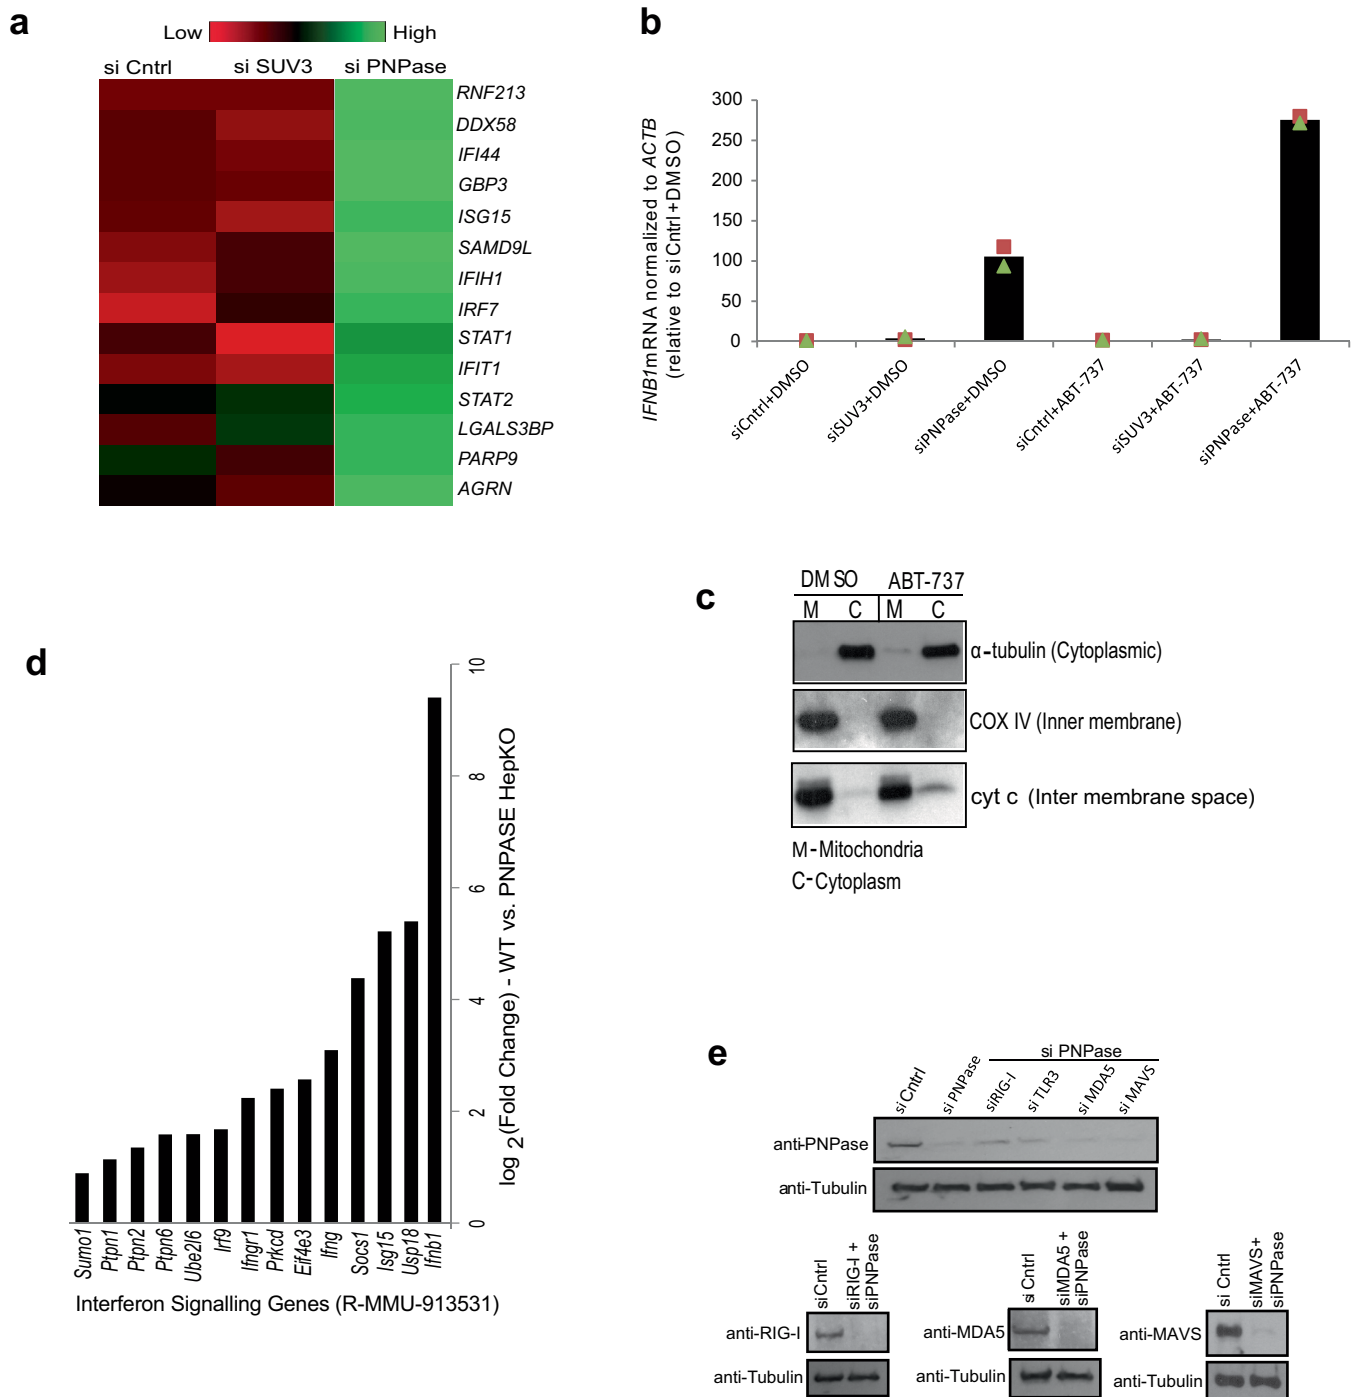 a
Low High
si Cntrl si SUV3 si PNPase
RNF213
DDX58
IFI44
GBP3
ISG15
SAMD9L
IFIH1
IRF7
STAT1
IFIT1
STAT2
LGALS3BP
PARP9
AGRN
b
IFNB1mRNA normalized to ACTB
(relative to siCntrl+DMSO)
300
250
200
150
100
50
0
siCntrl+DMSO
siSUV3+DMSO
siPNPase+DMSO
siCntrl+ABT-737
siSUV3+ABT-737
siPNPase+ABT-737
c
DMSO ABT-737
M C M C
α-tubulin (Cytoplasmic)
COX IV (Inner membrane)
cyt c (Inter membrane space)
M-Mitochondria
C-Cytoplasm
d
10
8
6
4
2
0
log 2(Fold Change) - WT vs. PNPASE HepKO
Sumo1
Ptpn1
Ptpn2
Ptpn6
Ube2l6
Irf9
Ifngr1
Prkcd
Eif4e3
Ifng
Socs1
Isg15
Usp18
Ifnb1
Interferon Signalling Genes (R-MMU-913531)
e
si PNPase
si Cntrl
si PNPase
siRIG-I
si TLR3
si MDA5
si MAVS
anti-PNPase
anti-Tubulin
si Cntrl
siRIG-I +
siPNPase
anti-RIG-I
anti-Tubulin
si Cntrl
siMDA5 +
siPNPase
anti-MDA5
anti-Tubulin
si Cntrl
siMAVS+
siPNPase
anti-MAVS
anti-Tubulin